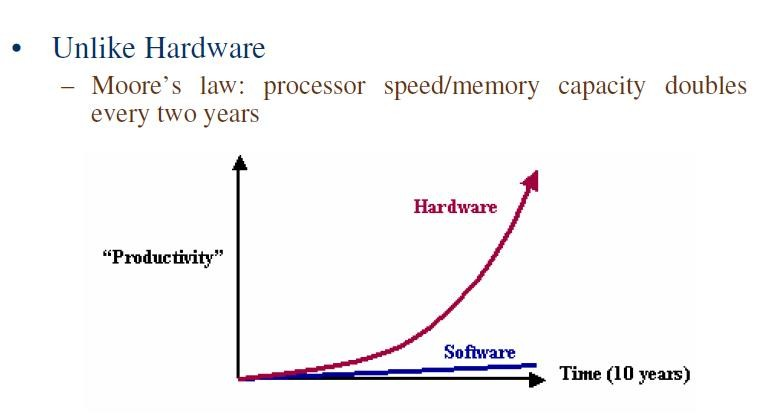 • Unlike Hardware
– Moore's law: processor speed/memory capacity doubles
every two years
Hardware
“Productivity”
Software
Time (10 years)